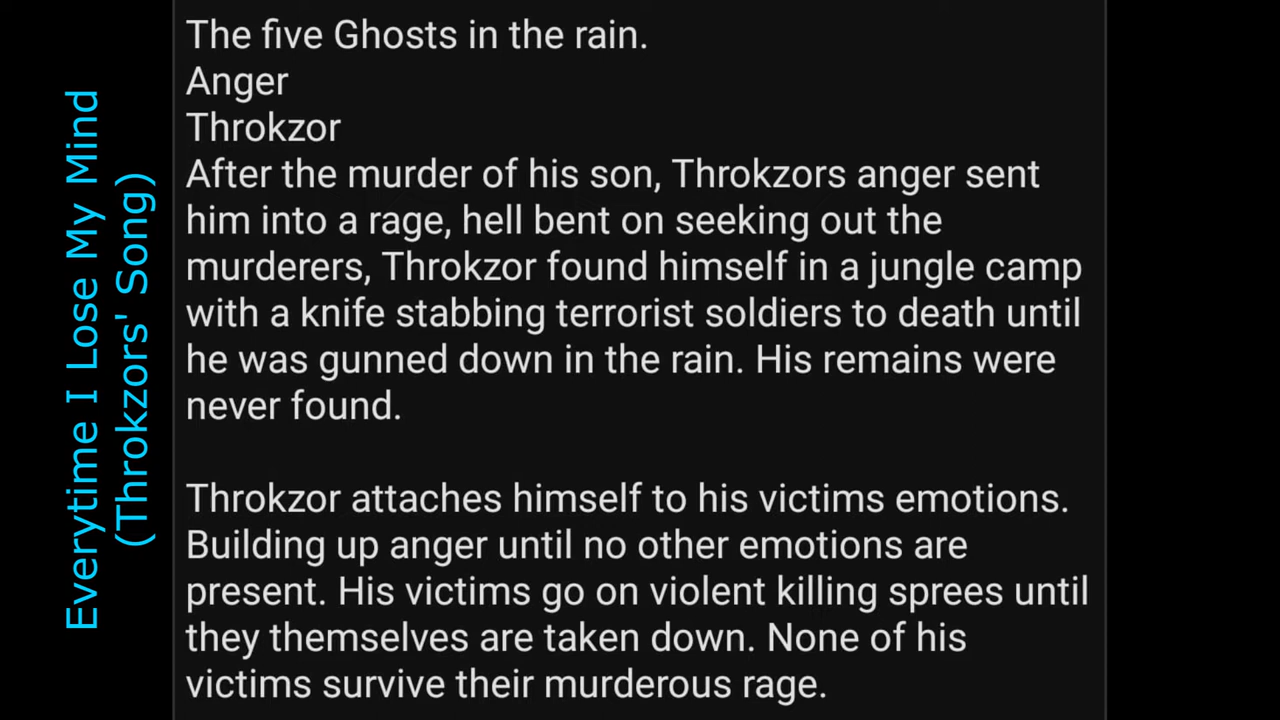 Everytime I Lose My Mind
(Throkzors' Song)
The five Ghosts in the rain.
Anger
Throkzor
After the murder of his son, Throkzors anger sent
him into a rage, hell bent on seeking out the
murderers, Throkzor found himself in a jungle camp
with a knife stabbing terrorist soldiers to death until
he was gunned down in the rain. His remains were
never found.
Throkzor attaches himself to his victims emotions.
Building up anger until no other emotions are
present. His victims go on violent killing sprees until
they themselves are taken down. None of his
victims survive their murderous rage.